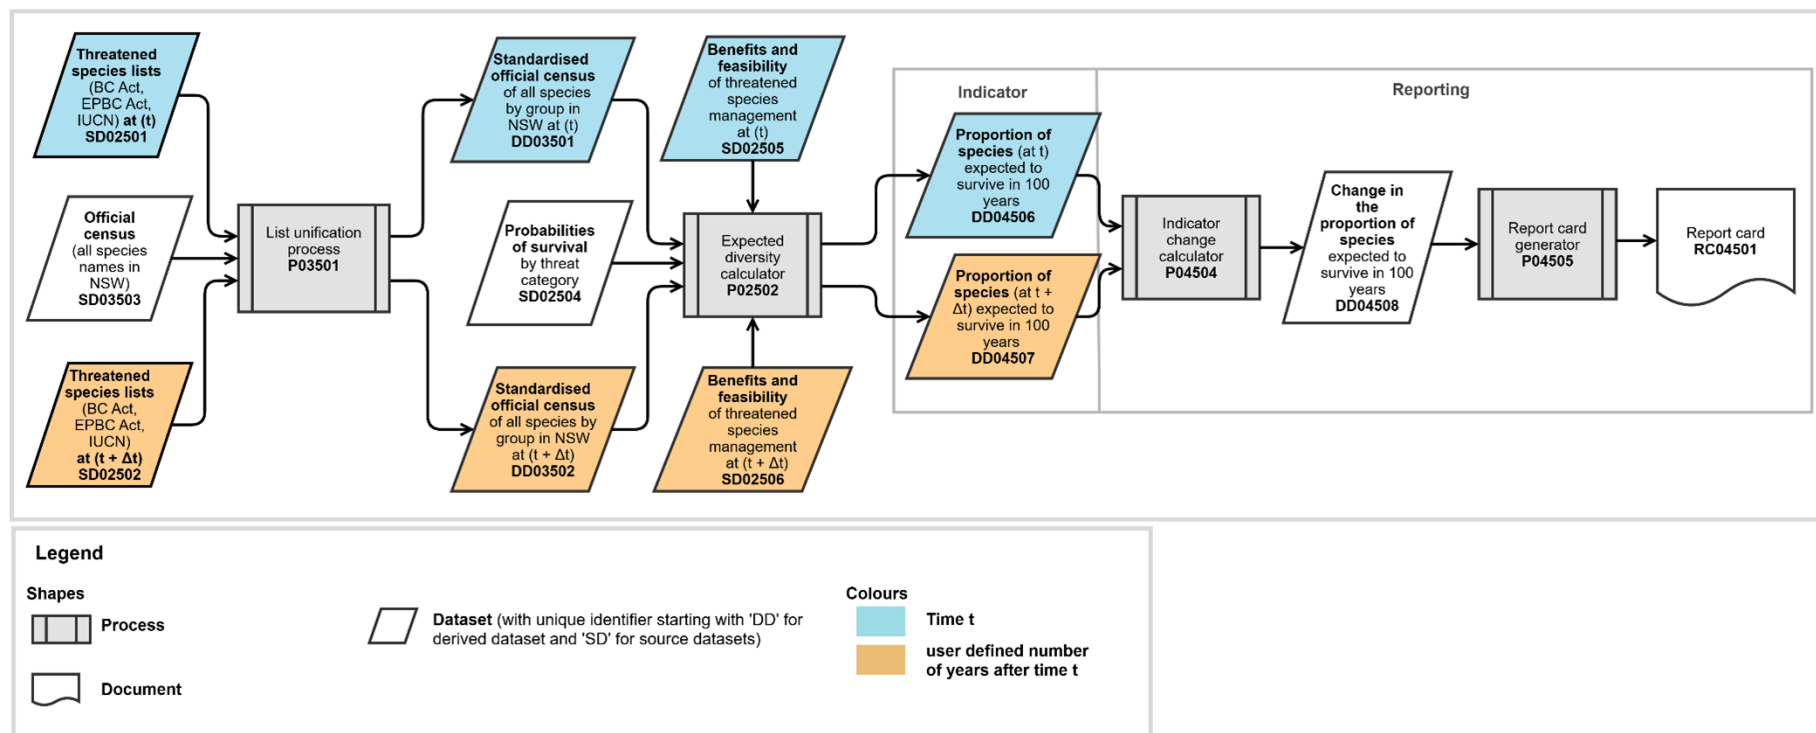 Threatened
species lists
(BC Act,
EPBC Act,
IUCN) at (t)
SD02501
Official
census
(all species
names in
NSW)
SD03503
Threatened
species lists
(BC Act,
EPBC Act,
IUCN)
at (t + Δt)
SD02502
List unification
process
P03501
Standardised
official census
of all species
by group in
NSW at (t)
DD03501
Probabilities
of survival
by threat
category
SD02504
Standardised
official census
of all species by
group in NSW
at (t + Δt)
DD03502
Benefits and
feasibility
of threatened
species
management
at (t)
SD02505
Expected
diversity
calculator
P02502
Benefits and
feasibility
of threatened
species
management
at (t + Δt)
SD02506
Indicator
Proportion of
species (at t)
expected to
survive in 100
years
DD04506
Proportion of
species (at t +
Δt) expected to
survive in 100
years
DD04507
Reporting
Indicator
change
calculator
P04504
Change in
the
proportion of
species
expected to
survive in 100
years
DD04508
Report card
generator
P04505
Report card
RC04501
Legend
Shapes
Process
Document
Dataset (with unique identifier starting with 'DD' for
derived dataset and 'SD' for source datasets)
Colours
Time t
user defined number
of years after time t